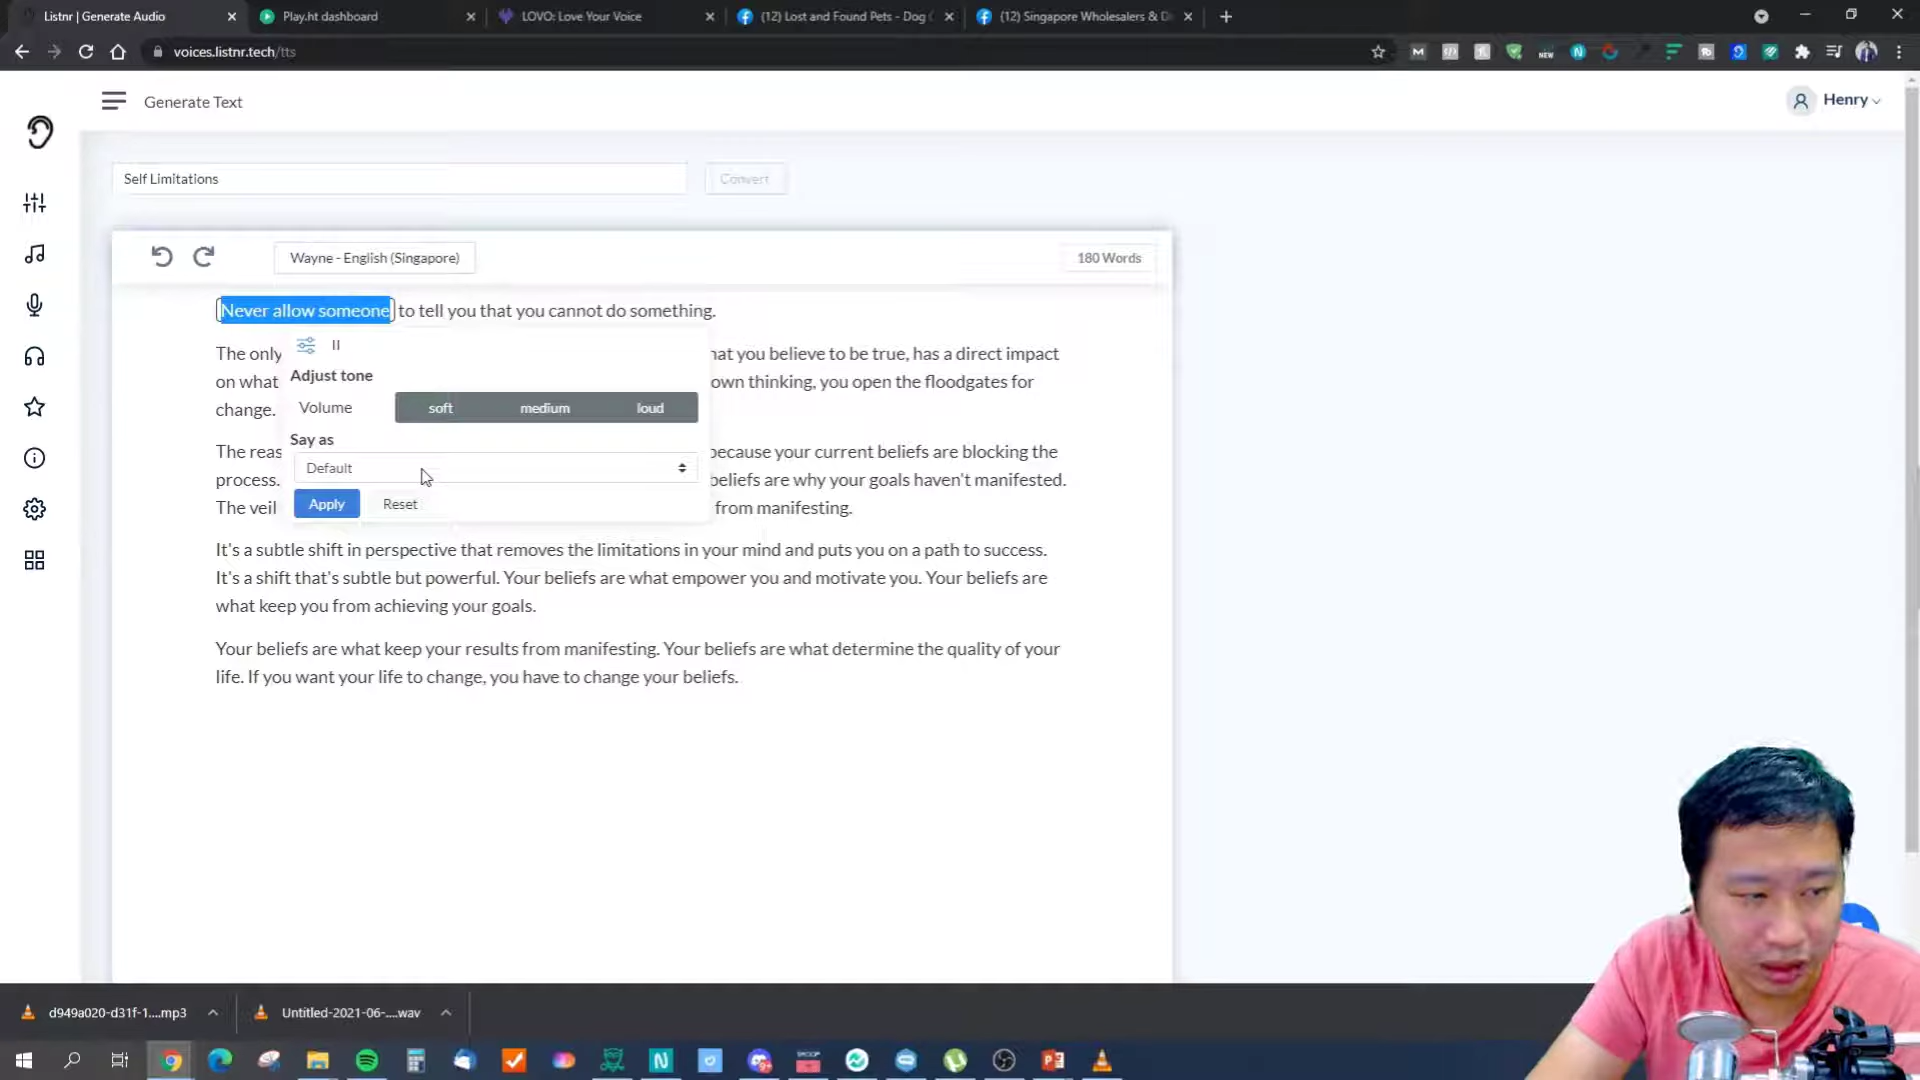 Listnr | Generate Audio
Play.ht dashboard
LOVO: Love Your Voice
(12) Lost and Found Pets - Dog
(12) Singapore Wholesalers & D
voices.listnr.tech/tts
Generate Text
Henry
Self Limitations
Convert
Wayne - English (Singapore)
180 Words
Never allow someone to tell you that you cannot do something.
The only
hat you believe to be true, has a direct impact
on what
own thinking, you open the floodgates for
change.
Adjust tone
Volume
soft
medium
loud
Say as
Default
Apply
Reset
The reas
because your current beliefs are blocking the
process.
beliefs are why your goals haven't manifested.
The veil
from manifesting.
It's a subtle shift in perspective that removes the limitations in your mind and puts you on a path to success.
It's a shift that's subtle but powerful. Your beliefs are what empower you and motivate you. Your beliefs are
what keep you from achieving your goals.
Your beliefs are what keep your results from manifesting. Your beliefs are what determine the quality of your
life. If you want your life to change, you have to change your beliefs.
d949a020-d31f-1....mp3
Untitled-2021-06-....wav